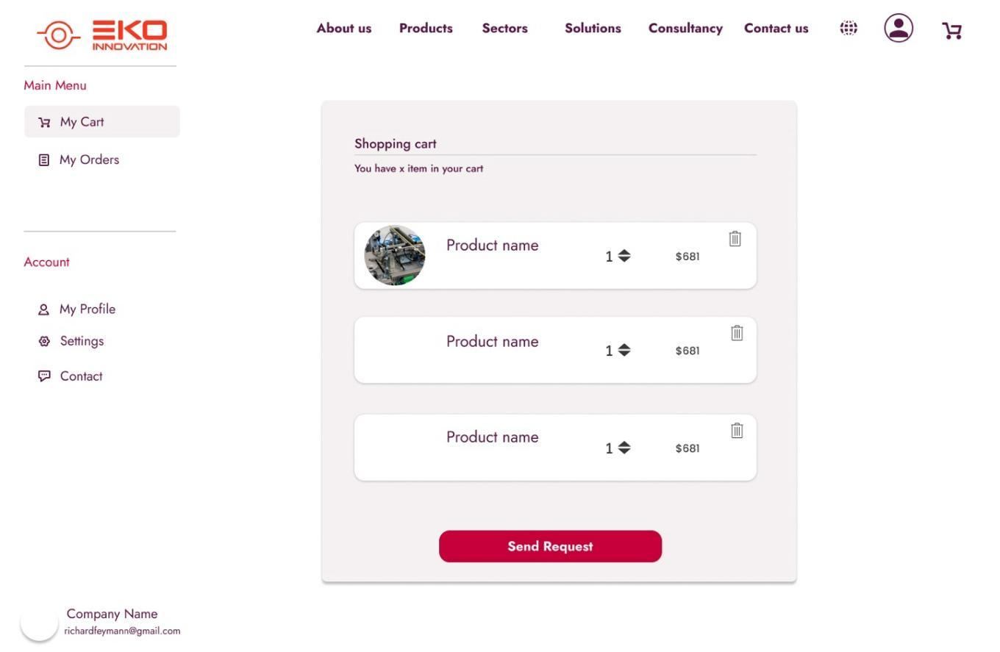 EKO
INNOVATION
About us Products Sectors Solutions Consultancy Contact us
Main Menu
My Cart
My Orders
Account
My Profile
Settings
Contact
Company Name
richardfeymann@gmail.com
Shopping cart
You have x item in your cart
Product name 1 $681
Product name 1 $681
Product name 1 $681
Send Request